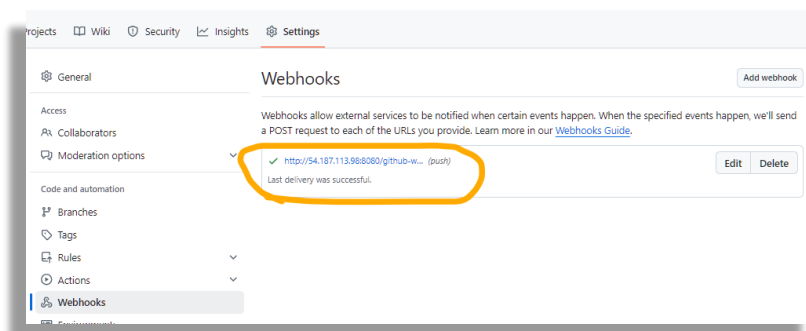 rojects Wiki Security Insights Settings
General
Access
Collaborators
Moderation options
Code and automation
Branches
Tags
Rules
Actions
Webhooks
Webhooks
Add webhook
Webhooks allow external services to be notified when certain events happen. When the specified events happen, we'll send
a POST request to each of the URLs you provide. Learn more in our Webhooks Guide.
http://54.187.113.98:8080/github-w... (push)
Last delivery was successful.
Edit Delete